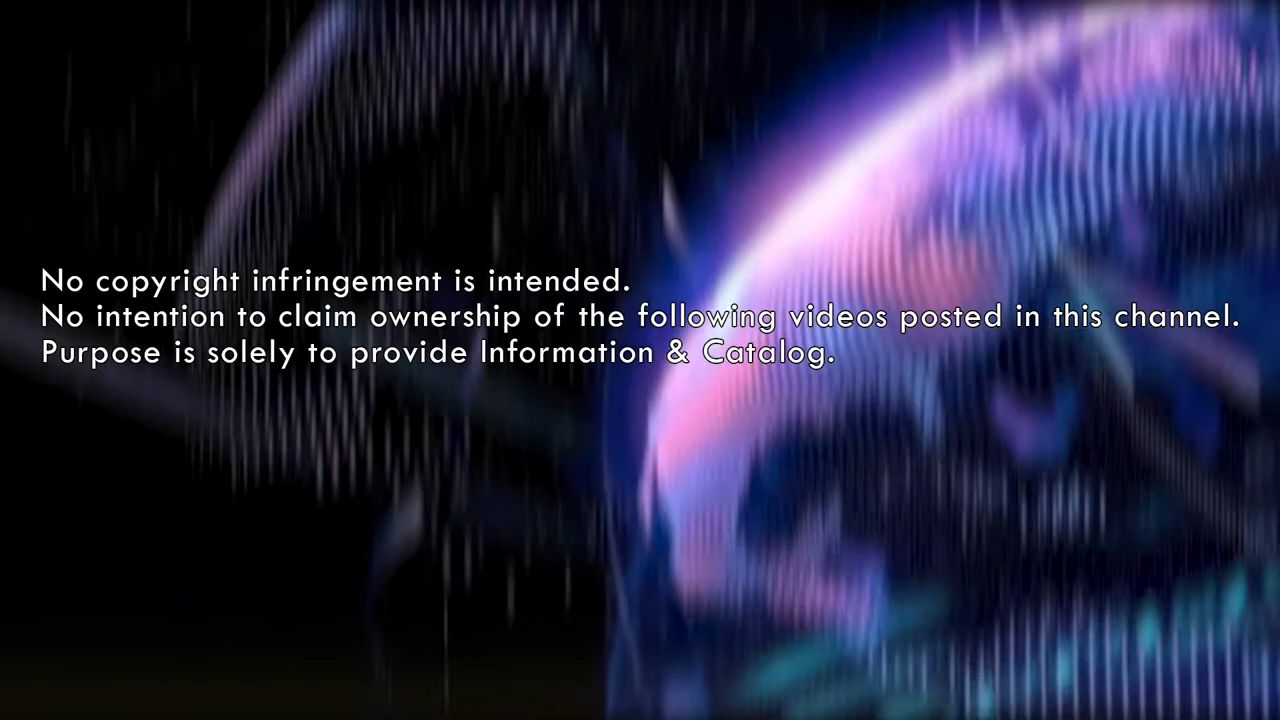 No copyright infringement is intended.
No intention to claim ownership of the following videos posted in this channel.
Purpose is solely to provide Information & Catalog.